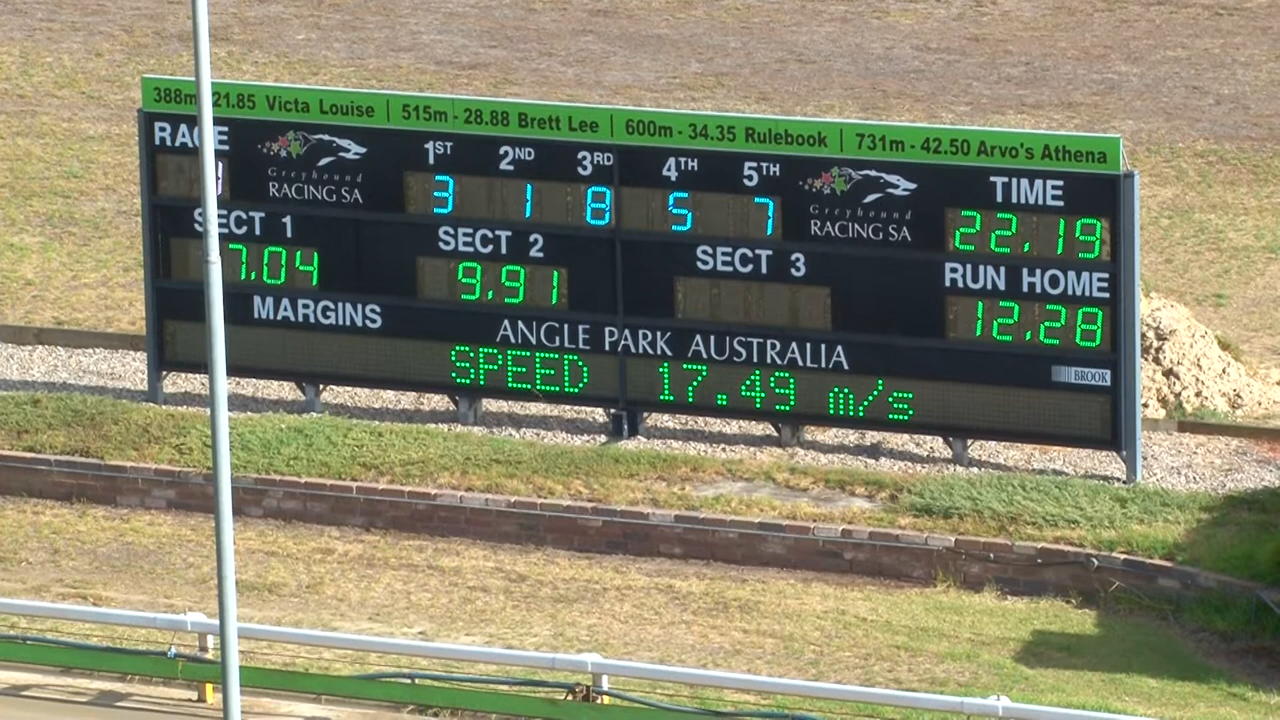 388m 21.85 Victa Louise | 515m - 28.88 Brett Lee | 600m - 34.35 Rulebook | 731m - 42.50 Arvo's Athena
RACE 1ST 2ND 3RD 4TH 5TH TIME
Greyhound RACING SA 3 1 8 5 7 Greyhound RACING SA 22.19
SECT 1 SECT 2 SECT 3 RUN HOME
7.04 9.91 12.28
MARGINS ANGLE PARK AUSTRALIA
BROOK
SPEED 17.49 m/s